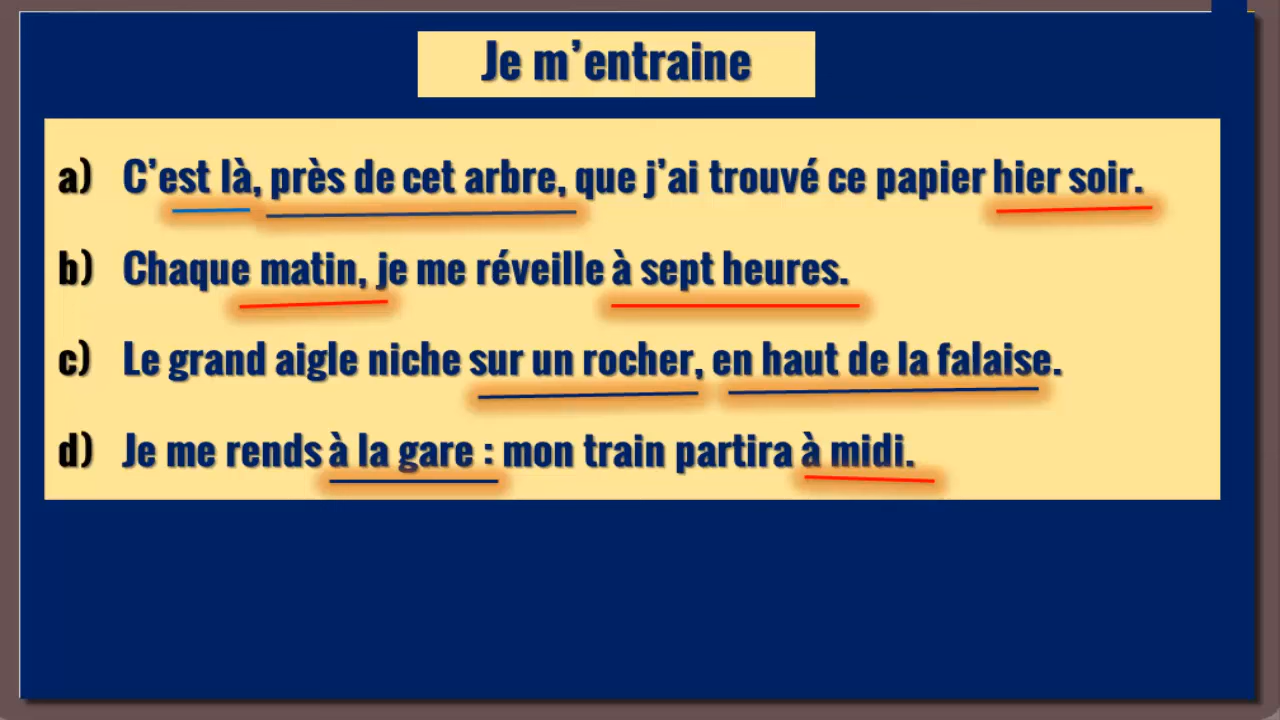 Je m’entraine
a) C’est là, près de cet arbre, que j’ai trouvé ce papier hier soir.
b) Chaque matin, je me réveille à sept heures.
c) Le grand aigle niche sur un rocher, en haut de la falaise.
d) Je me rends à la gare : mon train partira à midi.